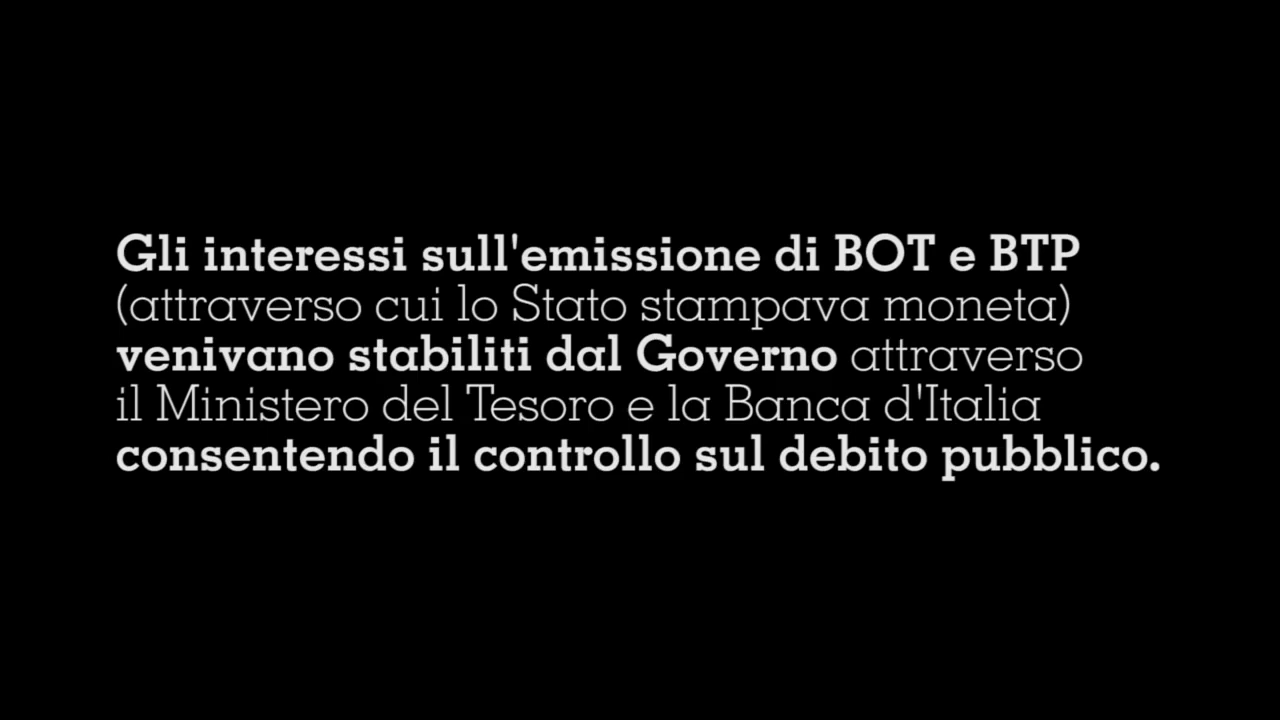 Gli interessi sull'emissione di BOT e BTP
(attraverso cui lo Stato stampava moneta)
venivano stabiliti dal Governo attraverso
il Ministero del Tesoro e la Banca d'Italia
consentendo il controllo sul debito pubblico.